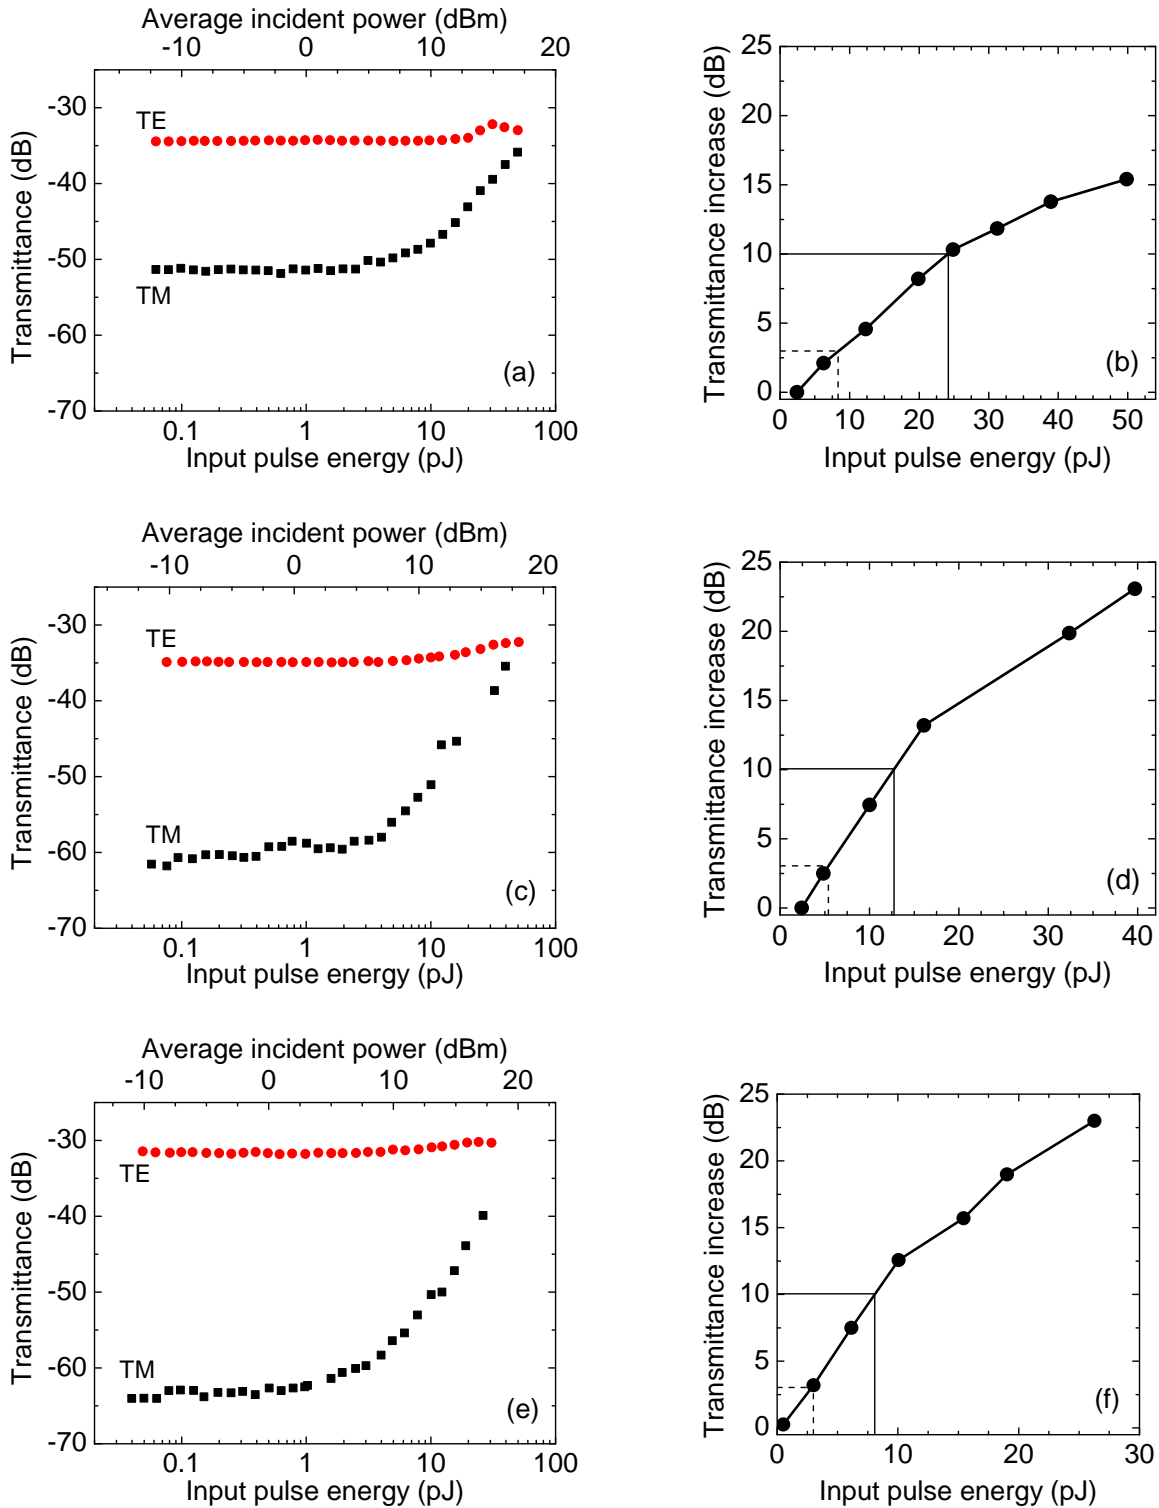 Average incident power (dBm)
-10 0 10 20
-30
-40
-50
-60
-70
Transmittance (dB)
TE
TM
(a)
0.1 1 10 100
Input pulse energy (pJ)
25
20
15
10
5
0
Transmittance increase (dB)
(b)
0 10 20 30 40 50
Input pulse energy (pJ)
Average incident power (dBm)
-10 0 10 20
-30
-40
-50
-60
-70
Transmittance (dB)
TE
TM
(c)
0.1 1 10 100
Input pulse energy (pJ)
25
20
15
10
5
0
Transmittance increase (dB)
(d)
0 10 20 30 40
Input pulse energy (pJ)
Average incident power (dBm)
-10 0 10 20
-30
-40
-50
-60
-70
Transmittance (dB)
TE
TM
(e)
0.1 1 10 100
Input pulse energy (pJ)
25
20
15
10
5
0
Transmittance increase (dB)
(f)
0 10 20 30
Input pulse energy (pJ)